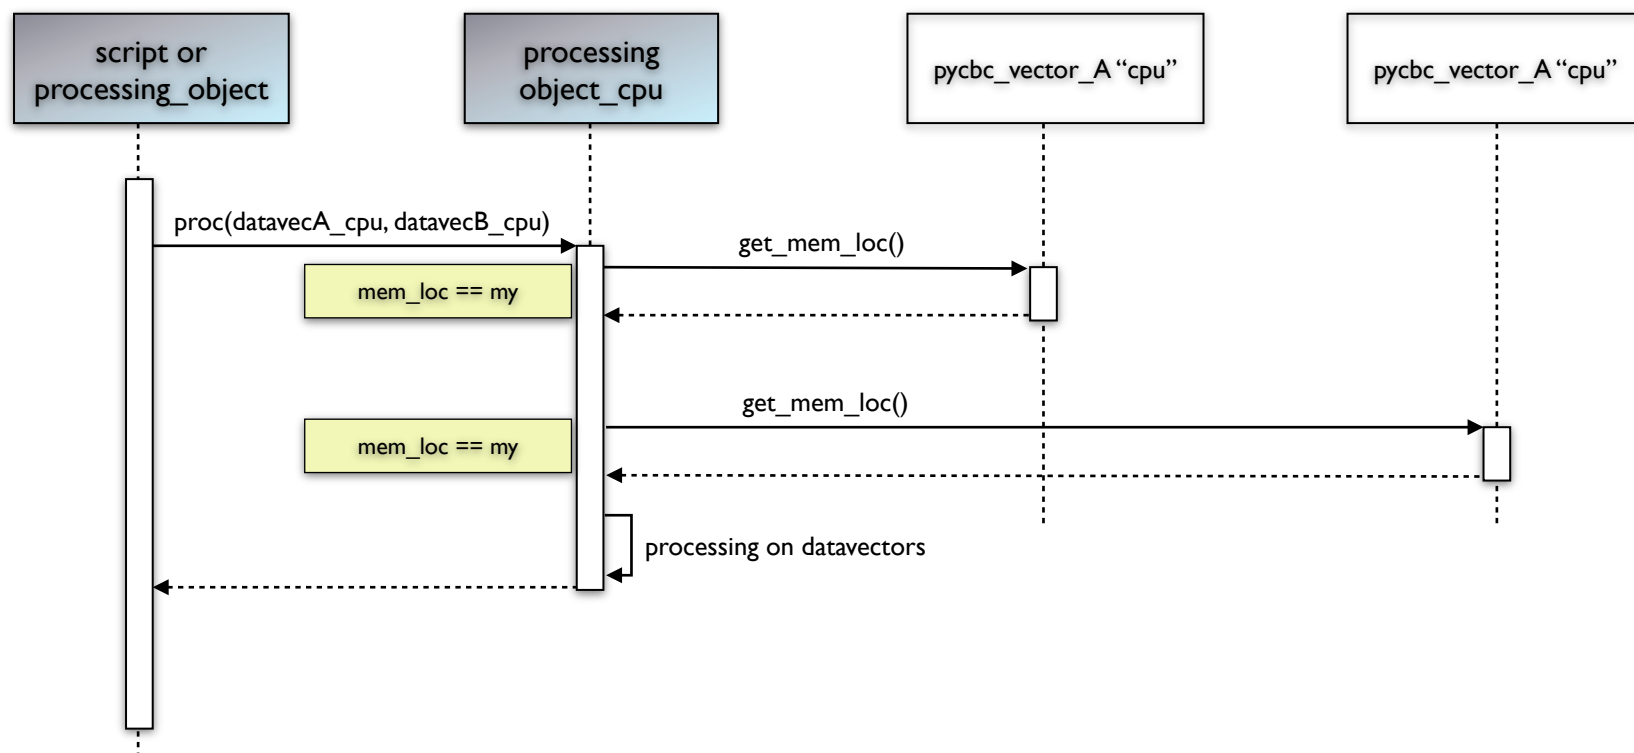 script or
processing_object
processing
object_cpu
pycbc_vector_A “cpu”
pycbc_vector_A “cpu”
proc(datavecA_cpu, datavecB_cpu)
get_mem_loc()
mem_loc == my
get_mem_loc()
mem_loc == my
processing on datavectors